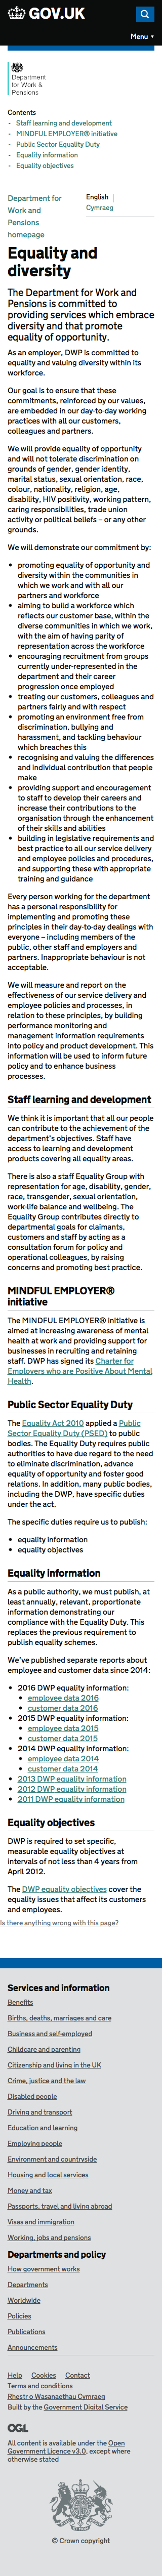 GOV.UK
Menu ▼
Department
for Work &
Pensions
Contents
- Staff learning and development
- MINDFUL EMPLOYER® initiative
- Public Sector Equality Duty
- Equality information
- Equality objectives
Department for
Work and
Pensions
homepage
English
Cymraeg
Equality and
diversity
The Department for Work and
Pensions is committed to
providing services which embrace
diversity and that promote
equality of opportunity.
As an employer, DWP is committed to
equality and valuing diversity within its
workforce.
Our goal is to ensure that these
commitments, reinforced by our values,
are embedded in our day-to-day working
practices with all our customers,
colleagues and partners.
We will provide equality of opportunity
and will not tolerate discrimination on
grounds of gender, gender identity,
marital status, sexual orientation, race,
colour, nationality, religion, age,
disability, HIV positivity, working pattern,
caring responsibilities, trade union
activity or political beliefs – or any other
grounds.
We will demonstrate our commitment by:
• promoting equality of opportunity and
diversity within the communities in
which we work and with all our
partners and workforce
• aiming to build a workforce which
reflects our customer base, within the
diverse communities in which we work,
with the aim of having parity of
representation across the workforce
• encouraging recruitment from groups
currently under-represented in the
department and their career
progression once employed
• treating our customers, colleagues and
partners fairly and with respect
• promoting an environment free from
discrimination, bullying and
harassment, and tackling behaviour
which breaches this
• recognising and valuing the differences
and individual contribution that people
make
• providing support and encouragement
to staff to develop their careers and
increase their contributions to the
organisation through the enhancement
of their skills and abilities
• building in legislative requirements and
best practice to all our service delivery
and employee policies and procedures,
and supporting these with appropriate
training and guidance
Every person working for the department
has a personal responsibility for
implementing and promoting these
principles in their day-to-day dealings with
everyone – including members of the
public, other staff and employers and
partners. Inappropriate behaviour is not
acceptable.
We will measure and report on the
effectiveness of our service delivery and
employment policies and processes, in
relation to these principles, by building
performance monitoring and
management information requirements
into policy and product development. This
information will be used to inform future
policy and to enhance business
processes.
Staff learning and development
We think it is important that all our people
can contribute to the achievement of the
department's objectives. We have staff
learning and development
products covering all equality areas.
There is also a staff Equality Group with
representation for age, disability, gender,
race, transgender, sexual orientation,
work-life balance and wellbeing. The
Equality Group contributes directly to
departmental goals for claimants,
customers and staff by acting as a
consultation forum for policy and
operational colleagues, by raising
concerns and promoting best practice.
MINDFUL EMPLOYER®
initiative
The MINDFUL EMPLOYER® initiative is
aimed at increasing awareness of mental
health at work and providing support for
businesses in recruiting and retaining
staff. DWP has signed its Charter for
Employers who are Positive About Mental
Health.
Public Sector Equality Duty
The Equality Act 2010 applied a Public
Sector Equality Duty (PSED) to public
bodies. The Equality Duty requires public
authorities to have due regard to the need
to eliminate discrimination, advance
equality of opportunity and foster good
relations. In addition, many public bodies,
including the DWP, have specific duties
under the act.
The specific duties require us to publish:
• equality information
• equality objectives
Equality information
As a public authority, we must publish, at
least annually, relevant, proportionate
information demonstrating our
compliance with the Equality Duty. This
replaces the previous requirement to
publish equality schemes.
We've published separate reports about
employee and customer data since 2014:
• 2016 DWP equality information:
• employee data 2016
• customer data 2016
• 2015 DWP equality information:
• employee data 2015
• customer data 2015
• 2014 DWP equality information:
• employee data 2014
• customer data 2014
• 2013 DWP equality information
• 2012 DWP equality information
• 2011 DWP equality information
Equality objectives
DWP is required to set specific,
measurable equality objectives at
intervals of not less than 4 years from
April 2012.
The DWP equality objectives cover the
equality issues that affect its customers
and employees.
Is there anything wrong with this page?
Services and information
Benefits
Births, deaths, marriages and care
Business and self-employed
Childcare and parenting
Citizenship and living in the UK
Crime, justice and the law
Disabled people
Driving and transport
Education and learning
Employing people
Environment and countryside
Housing and local services
Money and tax
Passports, travel and living abroad
Visas and immigration
Working, jobs and pensions
Departments and policy
How government works
Departments
Worldwide
Policies
Publications
Announcements
Help Cookies Contact
Terms and conditions
Rhestr o Wasanaethau Cymraeg
Built by the Government Digital Service
OGL
All content is available under the Open
Government Licence v3.0, except where
otherwise stated
© Crown copyright